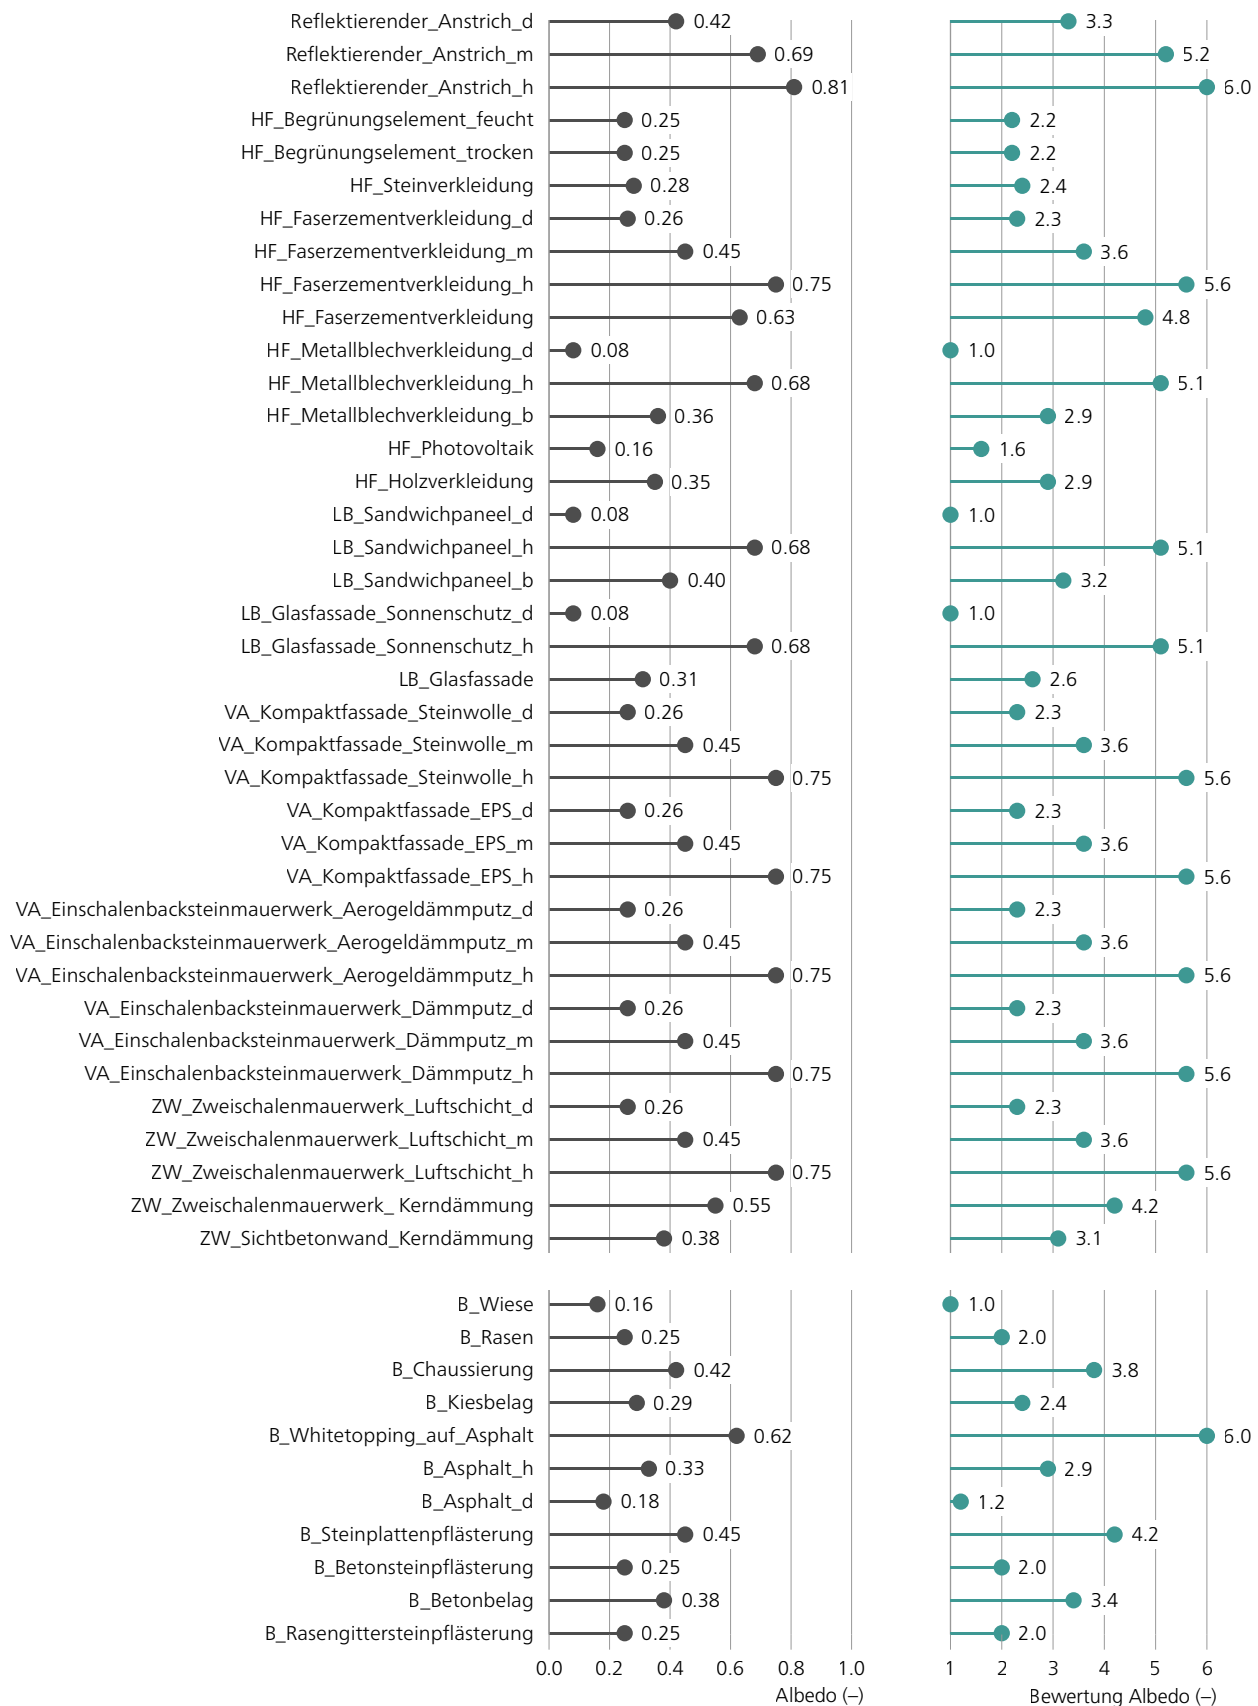 Reflektierender_Anstrich_d 0.42 3.3
Reflektierender_Anstrich_m 0.69 5.2
Reflektierender_Anstrich_h 0.81 6.0
HF_Begrünungselement_feucht 0.25 2.2
HF_Begrünungselement_trocken 0.25 2.2
HF_Steinverkleidung 0.28 2.4
HF_Faserzementverkleidung_d 0.26 2.3
HF_Faserzementverkleidung_m 0.45 3.6
HF_Faserzementverkleidung_h 0.75 5.6
HF_Faserzementverkleidung 0.63 4.8
HF_Metallblechverkleidung_d 0.08 1.0
HF_Metallblechverkleidung_h 0.68 5.1
HF_Metallblechverkleidung_b 0.36 2.9
HF_Photovoltaik 0.16 1.6
HF_Holzverkleidung 0.35 2.9
LB_Sandwichpaneel_d 0.08 1.0
LB_Sandwichpaneel_h 0.68 5.1
LB_Sandwichpaneel_b 0.40 3.2
LB_Glasfassade_Sonnenschutz_d 0.08 1.0
LB_Glasfassade_Sonnenschutz_h 0.68 5.1
LB_Glasfassade 0.31 2.6
VA_Kompaktfassade_Steinwolle_d 0.26 2.3
VA_Kompaktfassade_Steinwolle_m 0.45 3.6
VA_Kompaktfassade_Steinwolle_h 0.75 5.6
VA_Kompaktfassade_EPS_d 0.26 2.3
VA_Kompaktfassade_EPS_m 0.45 3.6
VA_Kompaktfassade_EPS_h 0.75 5.6
VA_Einschalenbacksteinmauerwerk_Aerogeldämmputz_d 0.26 2.3
VA_Einschalenbacksteinmauerwerk_Aerogeldämmputz_m 0.45 3.6
VA_Einschalenbacksteinmauerwerk_Aerogeldämmputz_h 0.75 5.6
VA_Einschalenbacksteinmauerwerk_Dämmputz_d 0.26 2.3
VA_Einschalenbacksteinmauerwerk_Dämmputz_m 0.45 3.6
VA_Einschalenbacksteinmauerwerk_Dämmputz_h 0.75 5.6
ZW_Zweischalenmauerwerk_Luftschicht_d 0.26 2.3
ZW_Zweischalenmauerwerk_Luftschicht_m 0.45 3.6
ZW_Zweischalenmauerwerk_Luftschicht_h 0.75 5.6
ZW_Zweischalenmauerwerk_ Kerndämmung 0.55 4.2
ZW_Sichtbetonwand_Kerndämmung 0.38 3.1
B_Wiese 0.16 1.0
B_Rasen 0.25 2.0
B_Chaussierung 0.42 3.8
B_Kiesbelag 0.29 2.4
B_Whitetopping_auf_Asphalt 0.62 6.0
B_Asphalt_h 0.33 2.9
B_Asphalt_d 0.18 1.2
B_Steinplattenpflästerung 0.45 4.2
B_Betonsteinpflästerung 0.25 2.0
B_Betonbelag 0.38 3.4
B_Rasengittersteinpflästerung 0.25 2.0
0.0 0.2 0.4 0.6 0.8 1.0 1 2 3 4 5 6
Albedo (–) Bewertung Albedo (–)